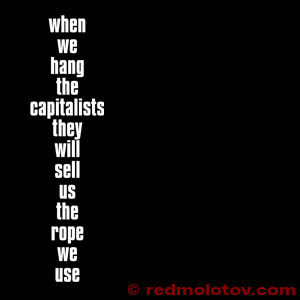 when
we
hang
the
capitalists
they
will
sell
us
the
rope
we
use
© redmolotov.com